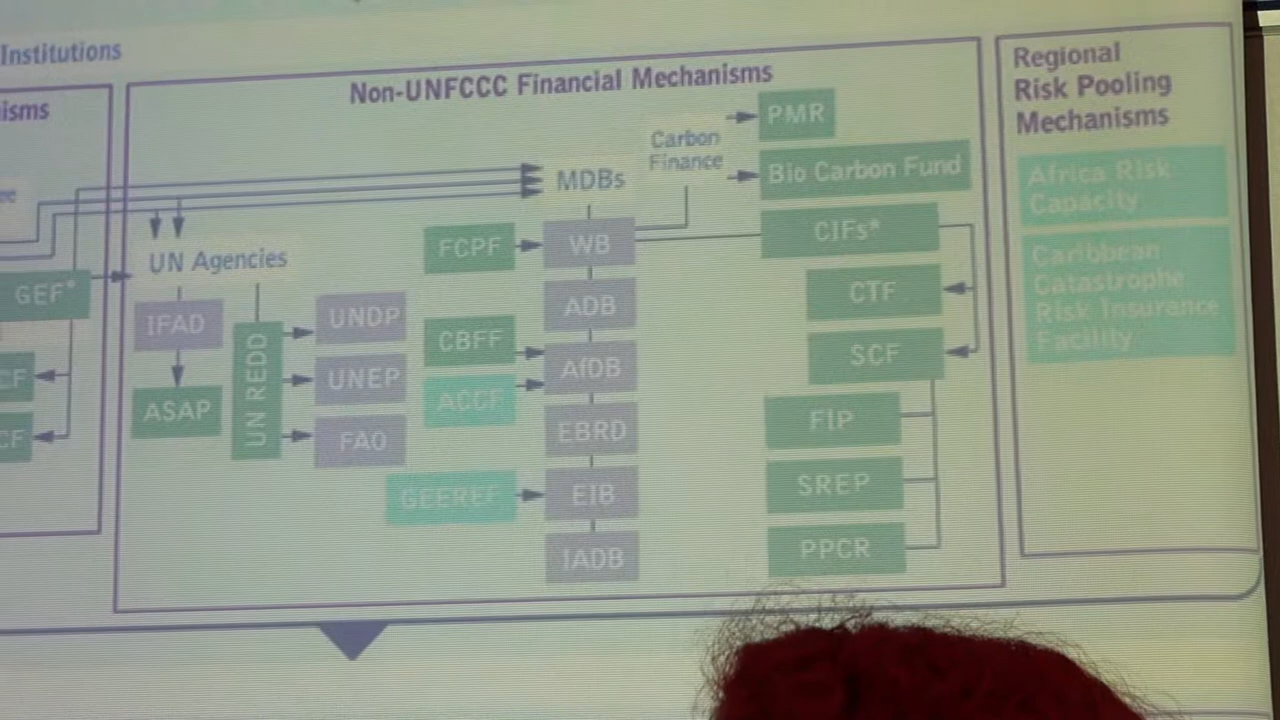 Institutions
isms
Non-UNFCCC Financial Mechanisms
Regional
Risk Pooling
Mechanisms
Africa Risk
Capacity
Caribbean
Catastrophe
Risk Insurance
Facility
PMR
Carbon
Finance
Bio Carbon Fund
MDBs
UN Agencies
FCPF
WB
CIFs*
GEF*
IFAD
UNDP
ADB
CTF
UN REDD
CBFF
AfDB
SCF
CF
UNEP
ACCF
ASAP
FAO
EBRD
FIP
CF
GEEREF
EIB
SREP
IADB
PPCR